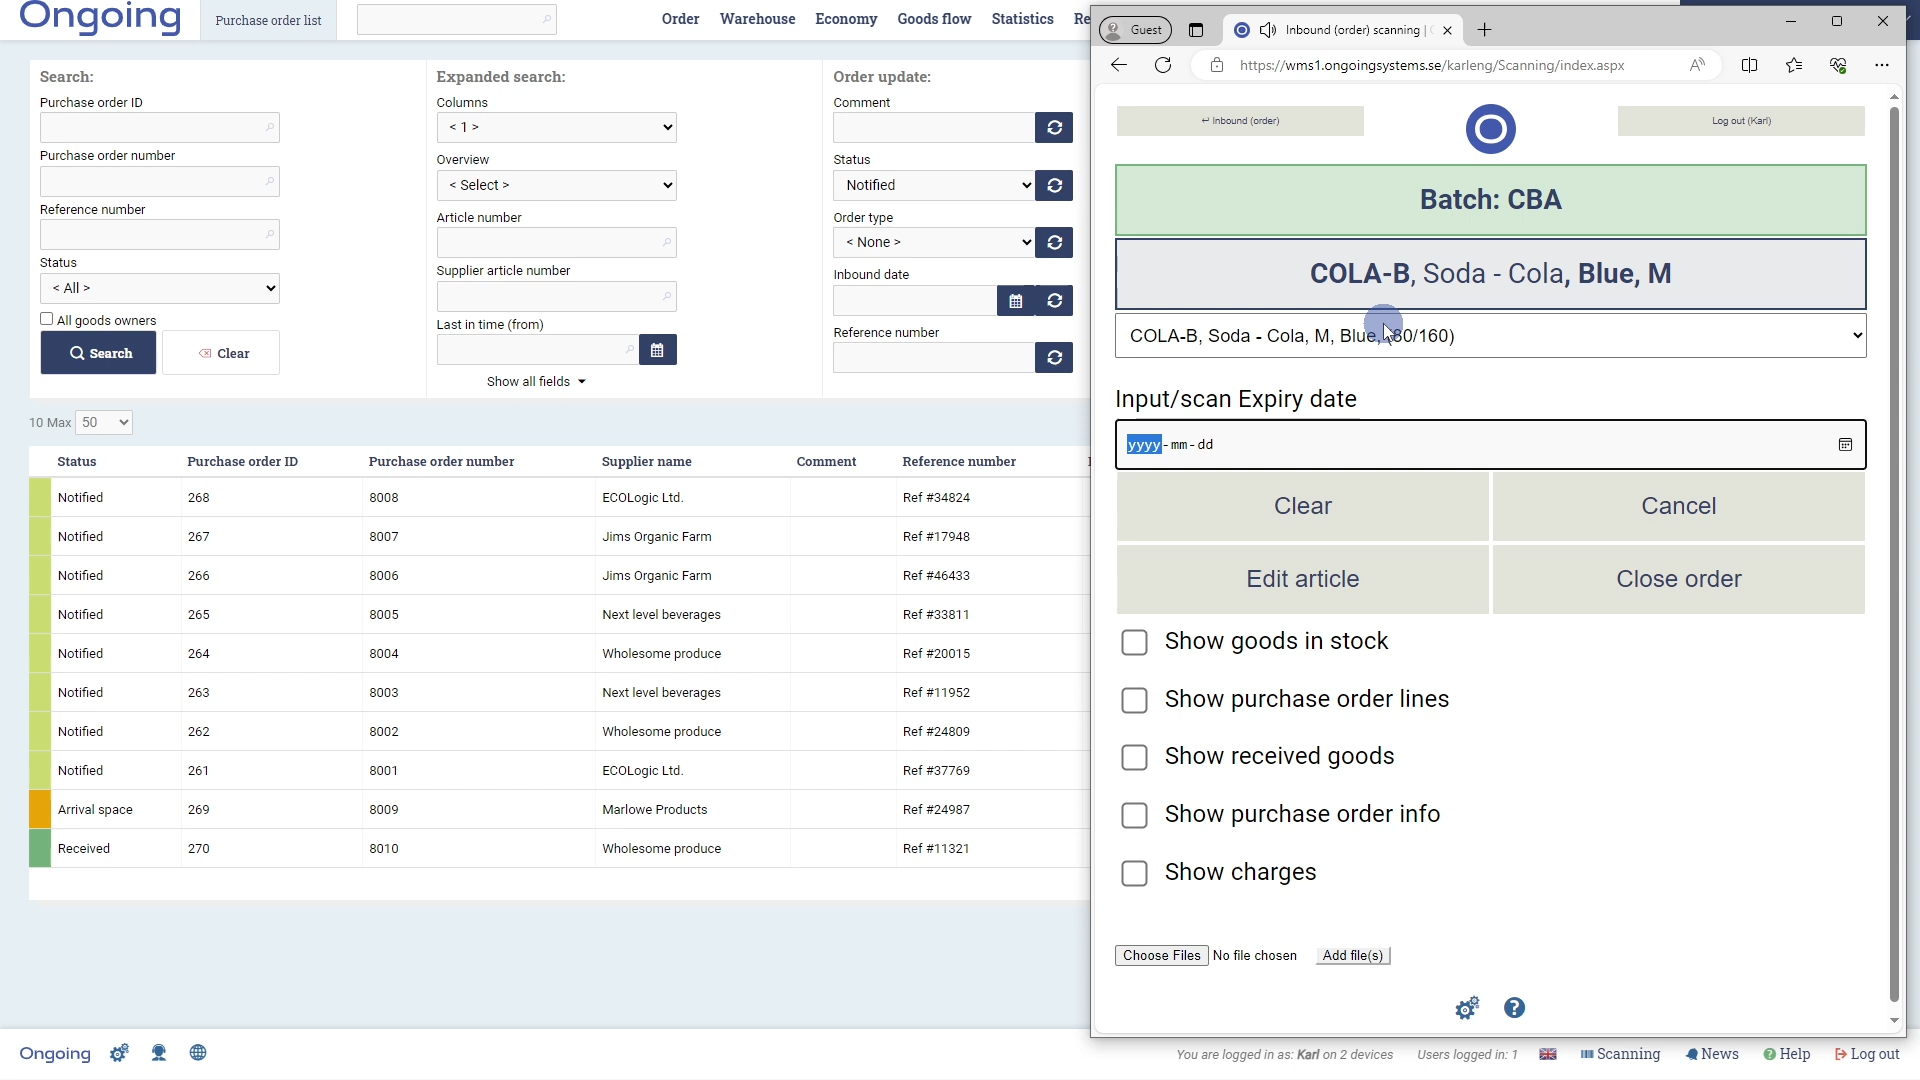 Ongoing
Purchase order list
Order Warehouse Economy Goods flow Statistics Re
Search:
Purchase order ID
Purchase order number
Reference number
Status
< All >
All goods owners
Search
Clear
Expanded search:
Columns
< 1 >
Overview
< Select >
Article number
Supplier article number
Last in time (from)
Show all fields
Order update:
Comment
Status
Notified
Order type
< None >
Inbound date
Reference number
10 Max 50
Status Purchase order ID Purchase order number Supplier name Comment Reference number
Notified 268 8008 ECOLogic Ltd. Ref #34824
Notified 267 8007 Jims Organic Farm Ref #17948
Notified 266 8006 Jims Organic Farm Ref #46433
Notified 265 8005 Next level beverages Ref #33811
Notified 264 8004 Wholesome produce Ref #20015
Notified 263 8003 Next level beverages Ref #11952
Notified 262 8002 Wholesome produce Ref #24809
Notified 261 8001 ECOLogic Ltd. Ref #37769
Arrival space 269 8009 Marlowe Products Ref #24987
Received 270 8010 Wholesome produce Ref #11321
Guest
Inbound (order) scanning |
https://wms1.ongoingsystems.se/karleng/Scanning/index.aspx
Inbound (order)
Log out (Karl)
Batch: CBA
COLA-B, Soda - Cola, Blue, M
COLA-B, Soda - Cola, M, Blue, 80/160)
Input/scan Expiry date
yyyy-mm-dd
Clear Cancel
Edit article Close order
Show goods in stock
Show purchase order lines
Show received goods
Show purchase order info
Show charges
Choose Files No file chosen Add file(s)
Ongoing
You are logged in as: Karl on 2 devices Users logged in: 1 Scanning News Help Log out